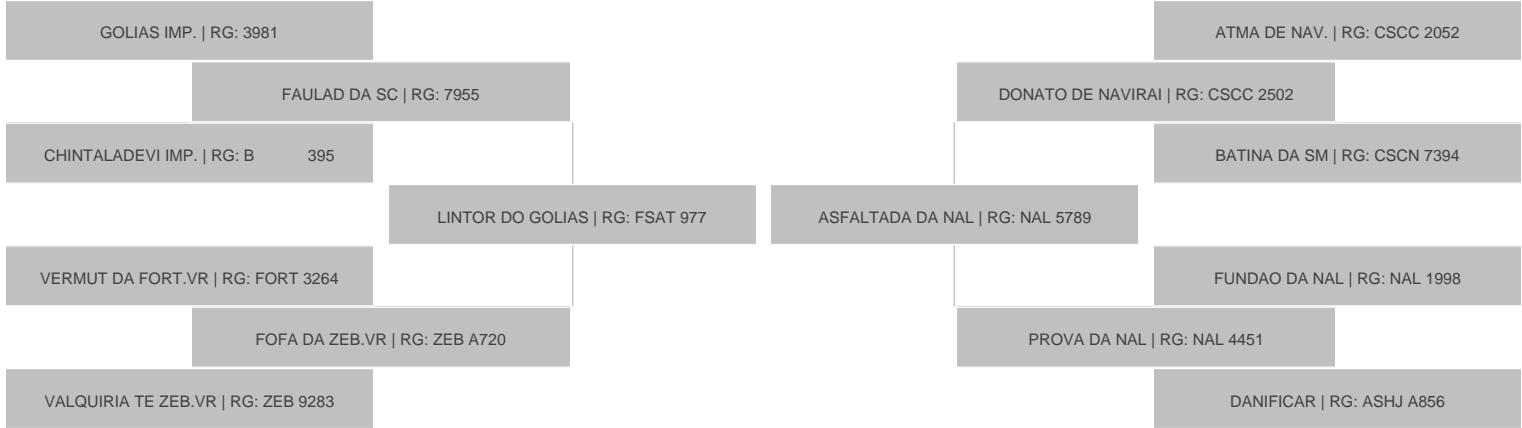 GOLIAS IMP. | RG: 3981
ATMA DE NAV. | RG: CSCC 2052
FAULAD DA SC | RG: 7955
DONATO DE NAVIRAI | RG: CSCC 2502
CHINTALADEVI IMP. | RG: B 395
BATINA DA SM | RG: CSCN 7394
LINTOR DO GOLIAS | RG: FSAT 977
ASFALTADA DA NAL | RG: NAL 5789
VERMUT DA FORT.VR | RG: FORT 3264
FUNDAO DA NAL | RG: NAL 1998
FOFA DA ZEB.VR | RG: ZEB A720
PROVA DA NAL | RG: NAL 4451
VALQUIRIA TE ZEB.VR | RG: ZEB 9283
DANIFICAR | RG: ASHJ A856